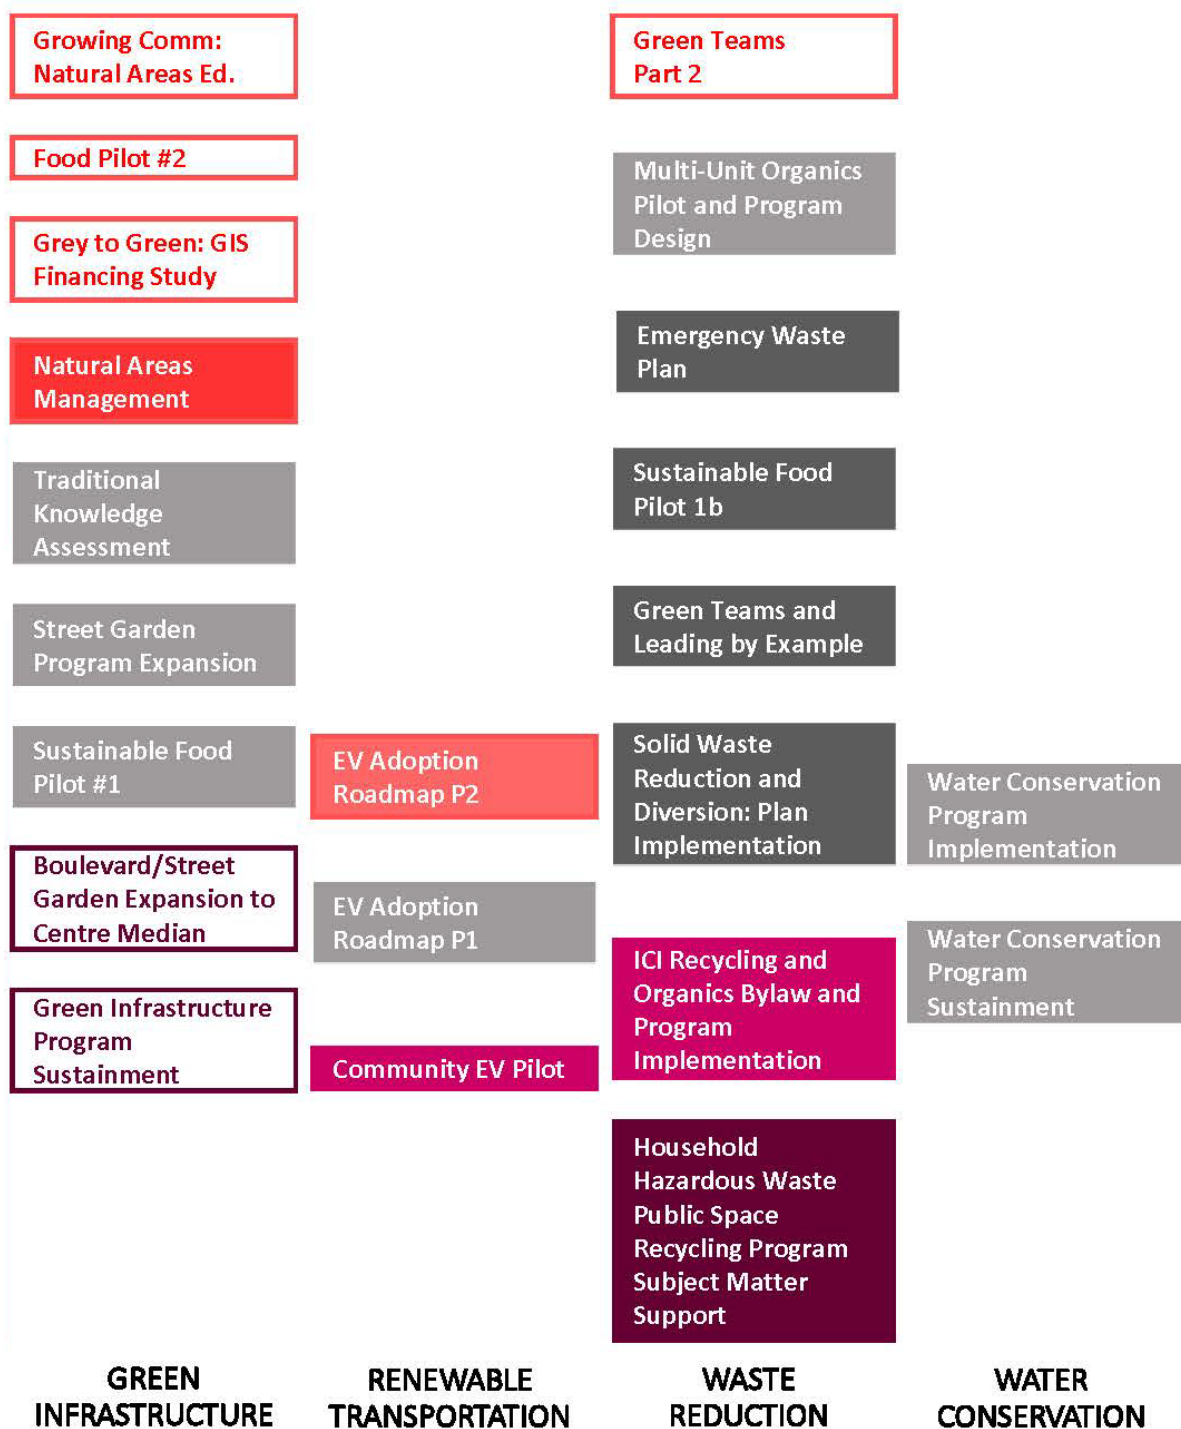 Growing Comm:
Natural Areas Ed.
Food Pilot #2
Grey to Green: GIS
Financing Study
Natural Areas
Management
Traditional
Knowledge
Assessment
Street Garden
Program Expansion
Sustainable Food
Pilot #1
Boulevard/Street
Garden Expansion to
Centre Median
Green Infrastructure
Program
Sustainment
GREEN
INFRASTRUCTURE
EV Adoption
Roadmap P2
EV Adoption
Roadmap P1
Community EV Pilot
RENEWABLE
TRANSPORTATION
Green Teams
Part 2
Multi-Unit Organics
Pilot and Program
Design
Emergency Waste
Plan
Sustainable Food
Pilot 1b
Green Teams and
Leading by Example
Solid Waste
Reduction and
Diversion: Plan
Implementation
ICI Recycling and
Organics Bylaw and
Program
Implementation
Household
Hazardous Waste
Public Space
Recycling Program
Subject Matter
Support
WASTE
REDUCTION
Water Conservation
Program
Implementation
Water Conservation
Program
Sustainment
WATER
CONSERVATION